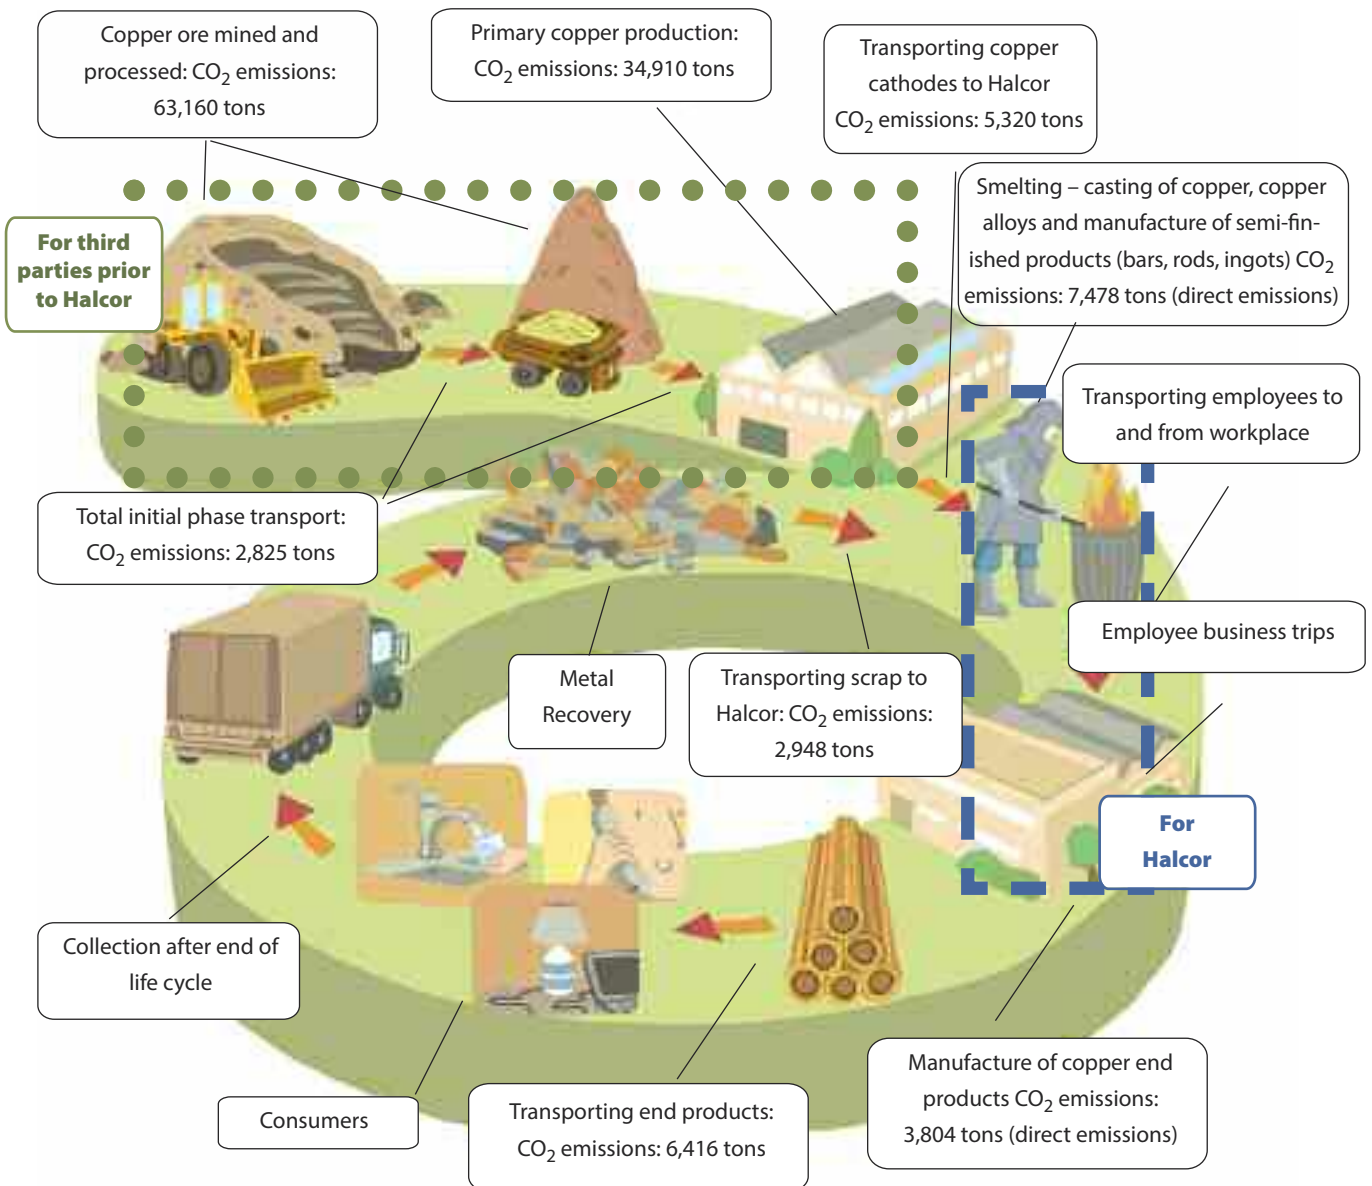 Copper ore mined and
processed: CO2 emissions:
63,160 tons
Primary copper production:
CO2 emissions: 34,910 tons
Transporting copper
cathodes to Halcor
CO2 emissions: 5,320 tons
Smelting – casting of copper, copper
alloys and manufacture of semi-fin-
ished products (bars, rods, ingots) CO2
emissions: 7,478 tons (direct emissions)
For third
parties prior
to Halcor
Transporting employees to
and from workplace
Total initial phase transport:
CO2 emissions: 2,825 tons
Employee business trips
Metal
Recovery
Transporting scrap to
Halcor: CO2 emissions:
2,948 tons
For
Halcor
Collection after end of
life cycle
Manufacture of copper end
products CO2 emissions:
3,804 tons (direct emissions)
Consumers
Transporting end products:
CO2 emissions: 6,416 tons